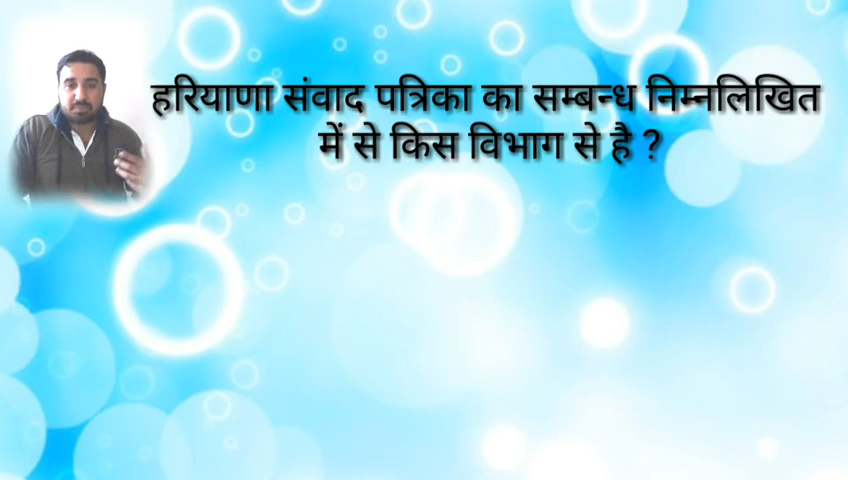 हरियाणा संवाद पत्रिका का सम्बन्ध निम्नलिखित
में से किस विभाग से है ?